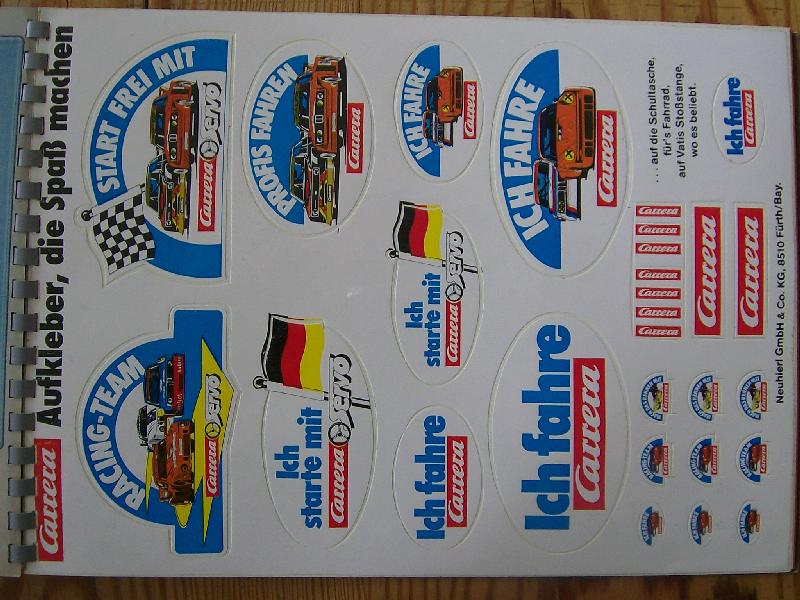 Carrera Aufkleber, die Spaß machen
RACING-TEAM
Carrera SERVO
START FREI MIT
Carrera SERVO
Ich
starte mit
Carrera SERVO
PROFIS FAHREN
Carrera
Ich fahre
Carrera
Ich
starte mit
Carrera SERVO
ICH FAHRE
Carrera
Ich fahre
Carrera
ICH FAHRE
Carrera
Carrera
Carrera
Carrera
Carrera
Carrera
Carrera
Carrera
Carrera
Carrera
... auf die Schultasche,
für's Fahrrad,
auf Vatis Stoßstange,
wo es beliebt.
Ich fahre
Carrera
Neuhierl GmbH & Co. KG, 8510 Fürth/Bay.